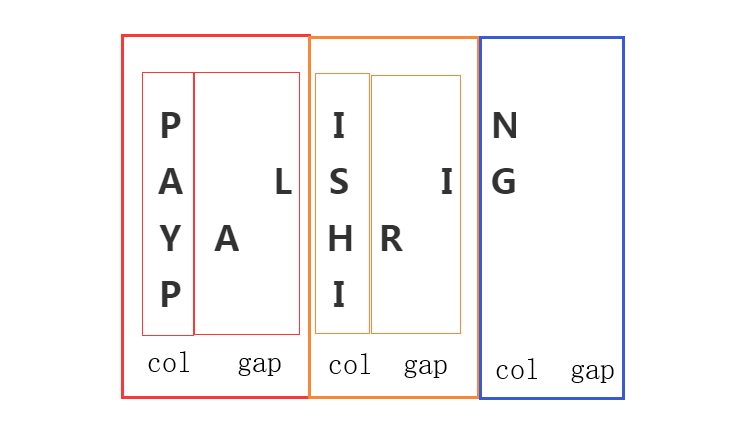 P I N
A L S I G
Y A H R
P I
col gap col gap col gap